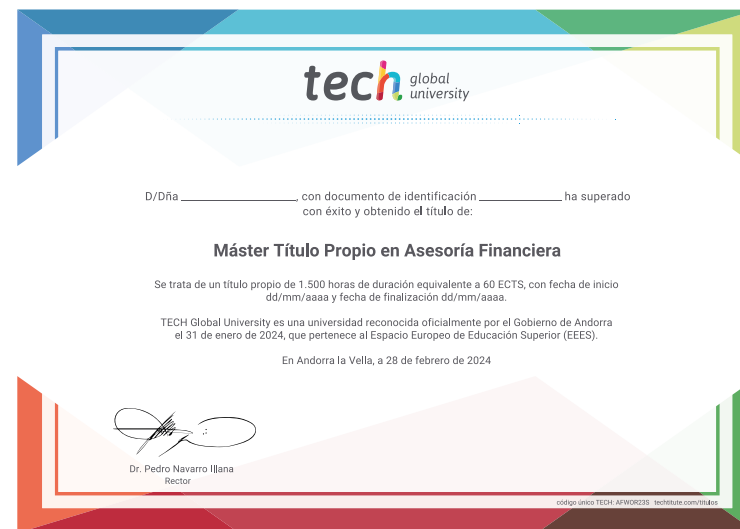 tech global university
D/Dña ______________, con documento de identificación ______________ ha superado
con éxito y obtenido el título de:
Máster Título Propio en Asesoría Financiera
Se trata de un título propio de 1.500 horas de duración equivalente a 60 ECTS, con fecha de inicio
dd/mm/aaaa y fecha de finalización dd/mm/aaaa.
TECH Global University es una universidad reconocida oficialmente por el Gobierno de Andorra
el 31 de enero de 2024, que pertenece al Espacio Europeo de Educación Superior (EEES).
En Andorra la Vella, a 28 de febrero de 2024
Dr. Pedro Navarro Illana
Rector
código único TECH: AFWOR23S techtitute.com/titulos